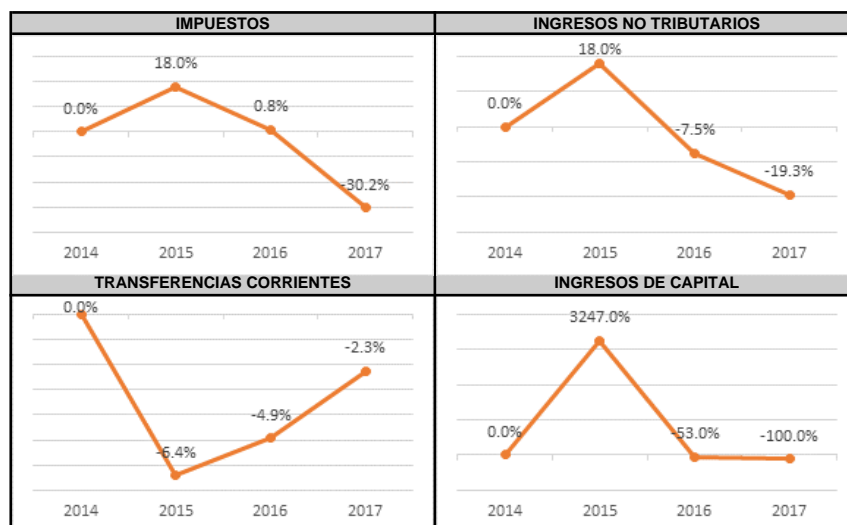 IMPUESTOS
18.0%
0.0%
0.8%
-30.2%
2014 2015 2016 2017
INGRESOS NO TRIBUTARIOS
18.0%
0.0%
-7.5%
-19.3%
2014 2015 2016 2017
TRANSFERENCIAS CORRIENTES
0.0%
-2.3%
-4.9%
-6.4%
2014 2015 2016 2017
INGRESOS DE CAPITAL
3247.0%
0.0%
-53.0%
-100.0%
2014 2015 2016 2017